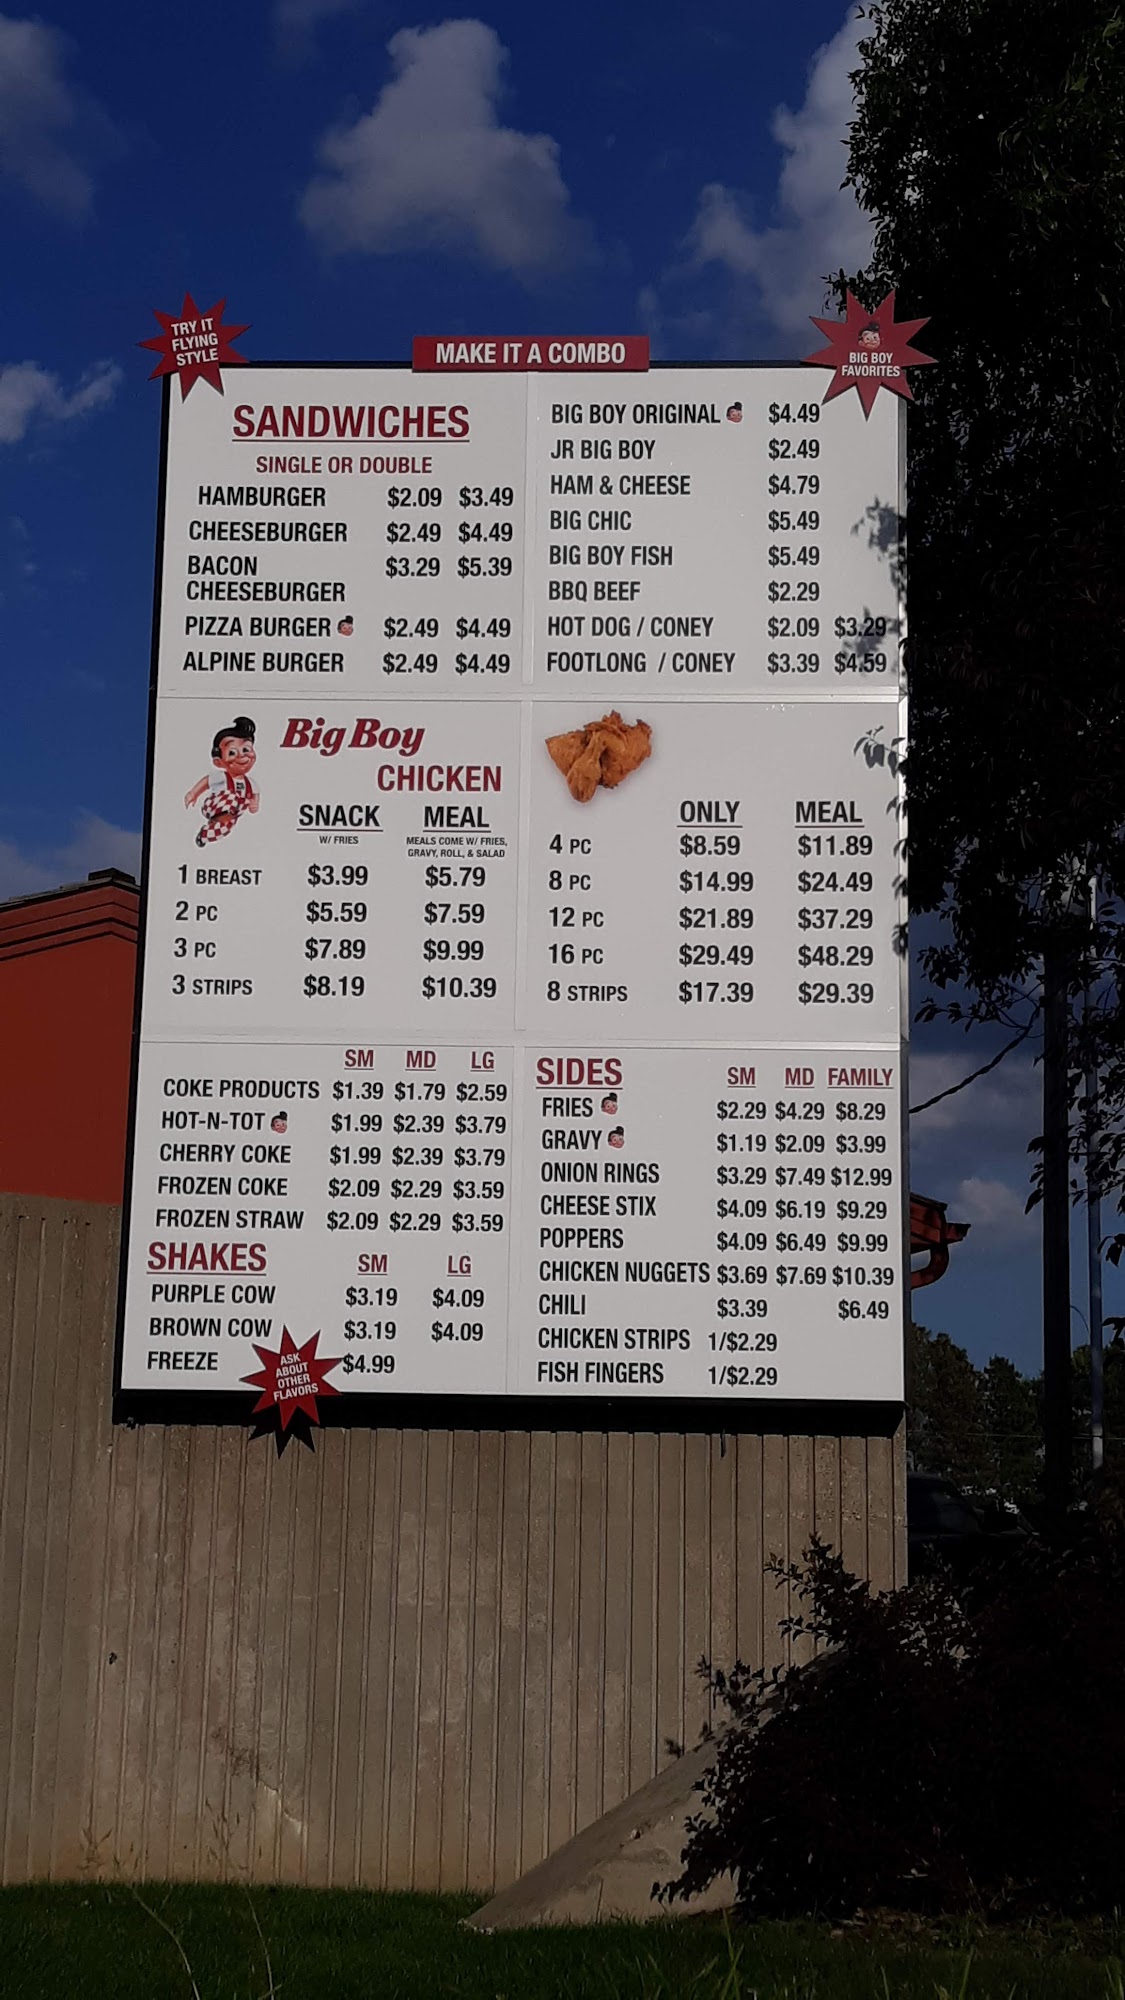 TRY IT
FLYING
STYLE
MAKE IT A COMBO
BIG BOY
FAVORITES
SANDWICHES
SINGLE OR DOUBLE
HAMBURGER $2.09 $3.49
CHEESEBURGER $2.49 $4.49
BACON $3.29 $5.39
CHEESEBURGER
PIZZA BURGER $2.49 $4.49
ALPINE BURGER $2.49 $4.49
BIG BOY ORIGINAL $4.49
JR BIG BOY $2.49
HAM & CHEESE $4.79
BIG CHIC $5.49
BIG BOY FISH $5.49
BBQ BEEF $2.29
HOT DOG / CONEY $2.09 $3.29
FOOTLONG / CONEY $3.39 $4.59
Big Boy
CHICKEN
SNACK MEAL
W/ FRIES MEALS COME W/ FRIES,
GRAVY, ROLL, & SALAD
1 BREAST $3.99 $5.79
2 PC $5.59 $7.59
3 PC $7.89 $9.99
3 STRIPS $8.19 $10.39
ONLY MEAL
4 PC $8.59 $11.89
8 PC $14.99 $24.49
12 PC $21.89 $37.29
16 PC $29.49 $48.29
8 STRIPS $17.39 $29.39
SM MD LG
COKE PRODUCTS $1.39 $1.79 $2.59
HOT-N-TOT $1.99 $2.39 $3.79
CHERRY COKE $1.99 $2.39 $3.79
FROZEN COKE $2.09 $2.29 $3.59
FROZEN STRAW $2.09 $2.29 $3.59
SHAKES SM LG
PURPLE COW $3.19 $4.09
BROWN COW $3.19 $4.09
FREEZE $4.99
ASK
ABOUT
OTHER
FLAVORS
SIDES SM MD FAMILY
FRIES $2.29 $4.29 $8.29
GRAVY $1.19 $2.09 $3.99
ONION RINGS $3.29 $7.49 $12.99
CHEESE STIX $4.09 $6.19 $9.29
POPPERS $4.09 $6.49 $9.99
CHICKEN NUGGETS $3.69 $7.69 $10.39
CHILI $3.39 $6.49
CHICKEN STRIPS 1/$2.29
FISH FINGERS 1/$2.29